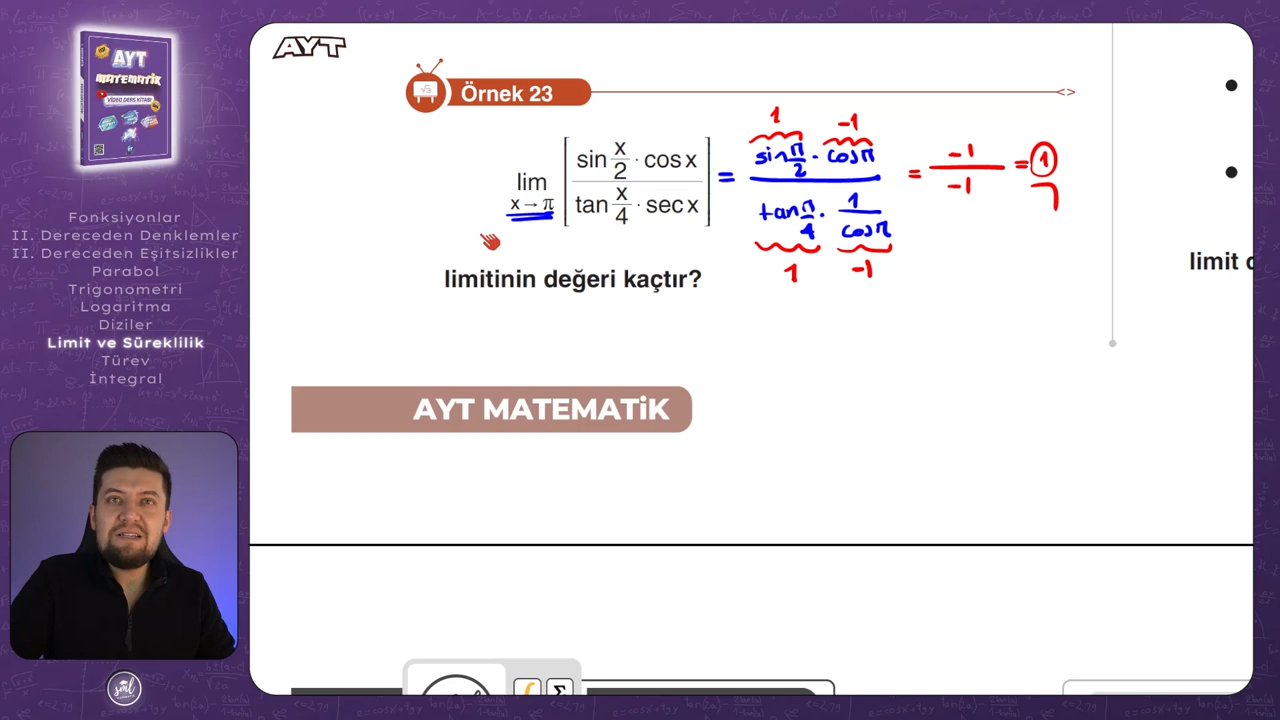 AYT
AYT
MATEMATİK
VİDEO DERS KİTABI
Fonksiyonlar
II. Dereceden Denklemler
II. Dereceden Eşitsizlikler
Parabol
Trigonometri
Logaritma
Diziler
Limit ve Süreklilik
Türev
İntegral
sml
√5
Örnek 23
lim x→π [ (sin x/2 · cos x) / (tan x/4 · sec x) ] = (sin π/2 · cos π) / (tan π/4 · 1/cos π) = -1/-1 = 1
1 -1
1 -1
limitinin değeri kaçtır?
limit
AYT MATEMATİK
∫ Σ